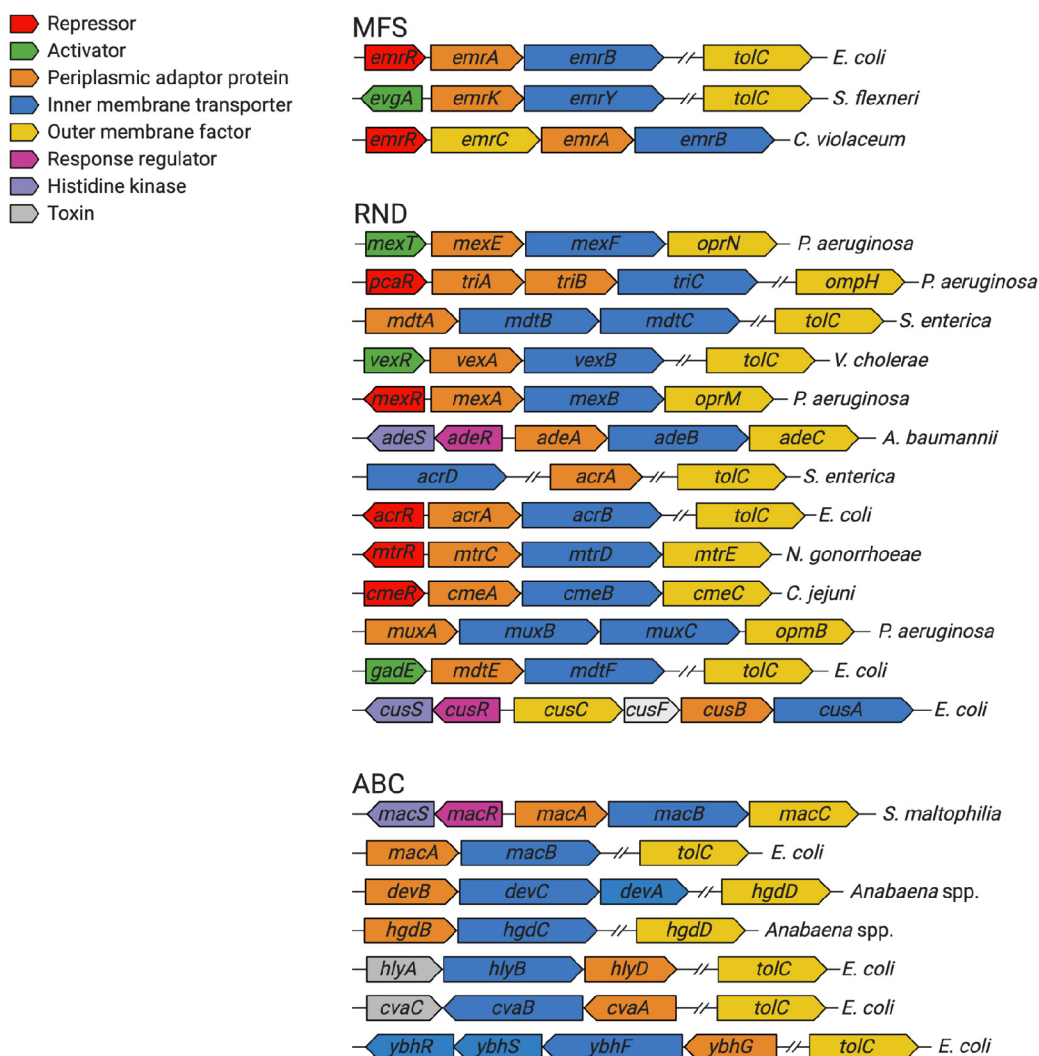 Repressor
Activator
Periplasmic adaptor protein
Inner membrane transporter
Outer membrane factor
Response regulator
Histidine kinase
Toxin
MFS
emrR emrA emrB tolC E. coli
evgA emrK emrY tolC S. flexneri
emrR emrC emrA emrB C. violaceum
RND
mexT mexE mexF oprN P. aeruginosa
pcaR triA triB triC ompH P. aeruginosa
mdtA mdtB mdtC tolC S. enterica
vexR vexA vexB tolC V. cholerae
mexR mexA mexB oprM P. aeruginosa
adeS adeR adeA adeB adeC A. baumannii
acrD acrA tolC S. enterica
acrR acrA acrB tolC E. coli
mtrR mtrC mtrD mtrE N. gonorrhoeae
cmeR cmeA cmeB cmeC C. jejuni
muxA muxB muxC opmB P. aeruginosa
gadE mdtE mdtF tolC E. coli
cusS cusR cusC cusF cusB cusA E. coli
ABC
macS macR macA macB macC S. maltophilia
macA macB tolC E. coli
devB devC devA hgdD Anabaena spp.
hgdB hgdC hgdD Anabaena spp.
hlyA hlyB hlyD tolC E. coli
cvaC cvaB cvaA tolC E. coli
ybhR ybhS ybhF ybhG tolC E. coli